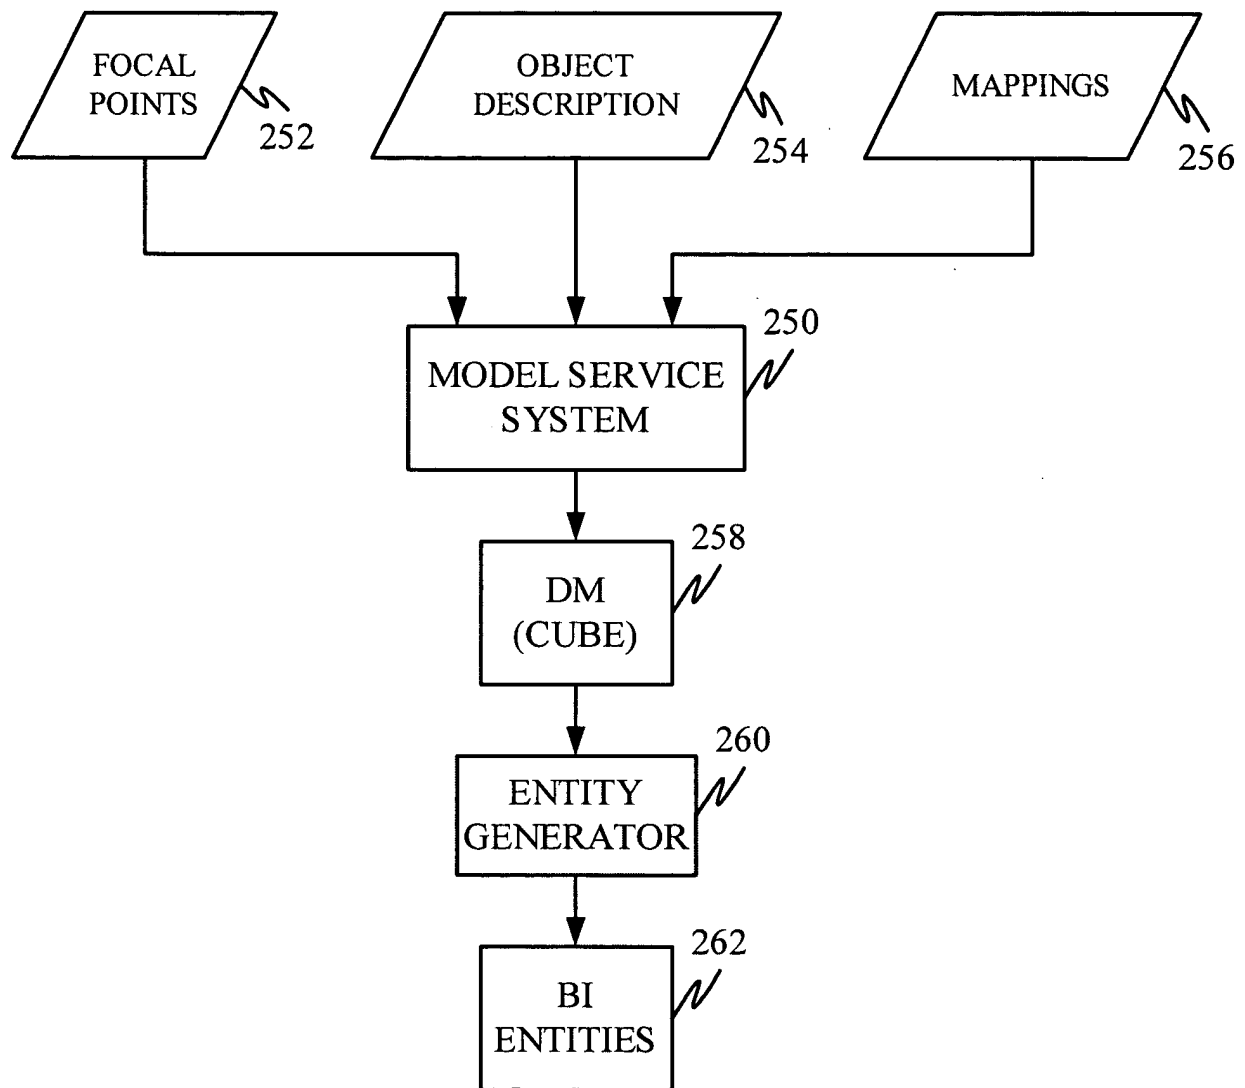 FOCAL
POINTS
252
OBJECT
DESCRIPTION
254
MAPPINGS
256
250
MODEL SERVICE
SYSTEM
258
DM
(CUBE)
260
ENTITY
GENERATOR
262
BI
ENTITIES